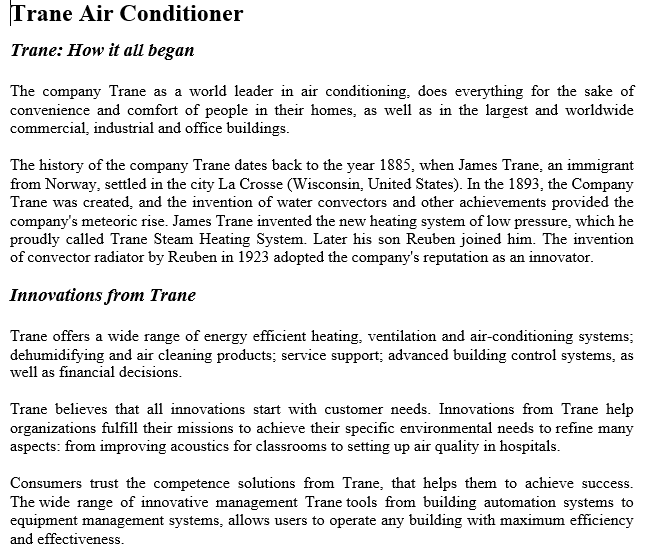 Trane Air Conditioner
Trane: How it all began
The company Trane as a world leader in air conditioning, does everything for the sake of
convenience and comfort of people in their homes, as well as in the largest and worldwide
commercial, industrial and office buildings.
The history of the company Trane dates back to the year 1885, when James Trane, an immigrant
from Norway, settled in the city La Crosse (Wisconsin, United States). In the 1893, the Company
Trane was created, and the invention of water convectors and other achievements provided the
company's meteoric rise. James Trane invented the new heating system of low pressure, which he
proudly called Trane Steam Heating System. Later his son Reuben joined him. The invention
of convector radiator by Reuben in 1923 adopted the company's reputation as an innovator.
Innovations from Trane
Trane offers a wide range of energy efficient heating, ventilation and air-conditioning systems;
dehumidifying and air cleaning products; service support; advanced building control systems, as
well as financial decisions.
Trane believes that all innovations start with customer needs. Innovations from Trane help
organizations fulfill their missions to achieve their specific environmental needs to refine many
aspects: from improving acoustics for classrooms to setting up air quality in hospitals.
Consumers trust the competence solutions from Trane, that helps them to achieve success.
The wide range of innovative management Trane tools from building automation systems to
equipment management systems, allows users to operate any building with maximum efficiency
and effectiveness.